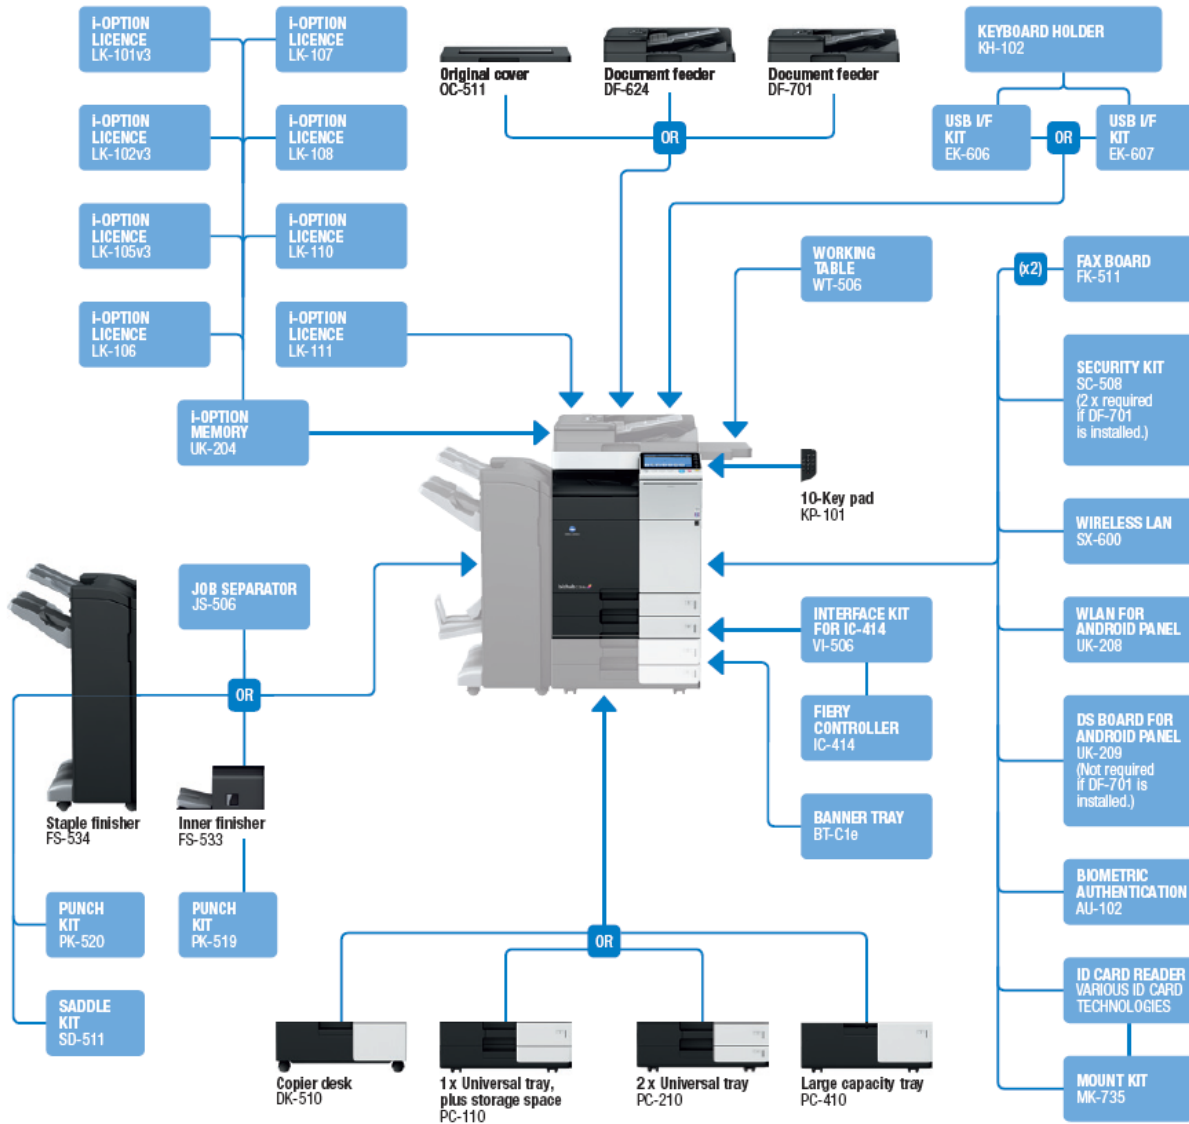 i-OPTION
LICENCE
LK-101v3
i-OPTION
LICENCE
LK-107
Original cover
OC-511
Document feeder
DF-624
Document feeder
DF-701
KEYBOARD HOLDER
KH-102
i-OPTION
LICENCE
LK-102v3
i-OPTION
LICENCE
LK-108
OR
USB I/F
KIT
EK-606
OR
USB I/F
KIT
EK-607
i-OPTION
LICENCE
LK-105v3
i-OPTION
LICENCE
LK-110
WORKING
TABLE
WT-506
(x2)
FAX BOARD
FK-511
i-OPTION
LICENCE
LK-106
i-OPTION
LICENCE
LK-111
SECURITY KIT
SC-508
(2 x required
if DF-701
is installed.)
i-OPTION
MEMORY
UK-204
10-Key pad
KP-101
WIRELESS LAN
SX-600
JOB SEPARATOR
JS-506
INTERFACE KIT
FOR IC-414
VI-506
WLAN FOR
ANDROID PANEL
UK-208
OR
FIERY
CONTROLLER
IC-414
DS BOARD FOR
ANDROID PANEL
UK-209
(Not required
if DF-701 is
installed.)
Staple finisher
FS-534
Inner finisher
FS-533
BANNER TRAY
BT-C1e
PUNCH
KIT
PK-520
PUNCH
KIT
PK-519
BIOMETRIC
AUTHENTICATION
AU-102
OR
SADDLE
KIT
SD-511
ID CARD READER
VARIOUS ID CARD
TECHNOLOGIES
Copier desk
DK-510
1 x Universal tray,
plus storage space
PC-110
2 x Universal tray
PC-210
Large capacity tray
PC-410
MOUNT KIT
MK-735